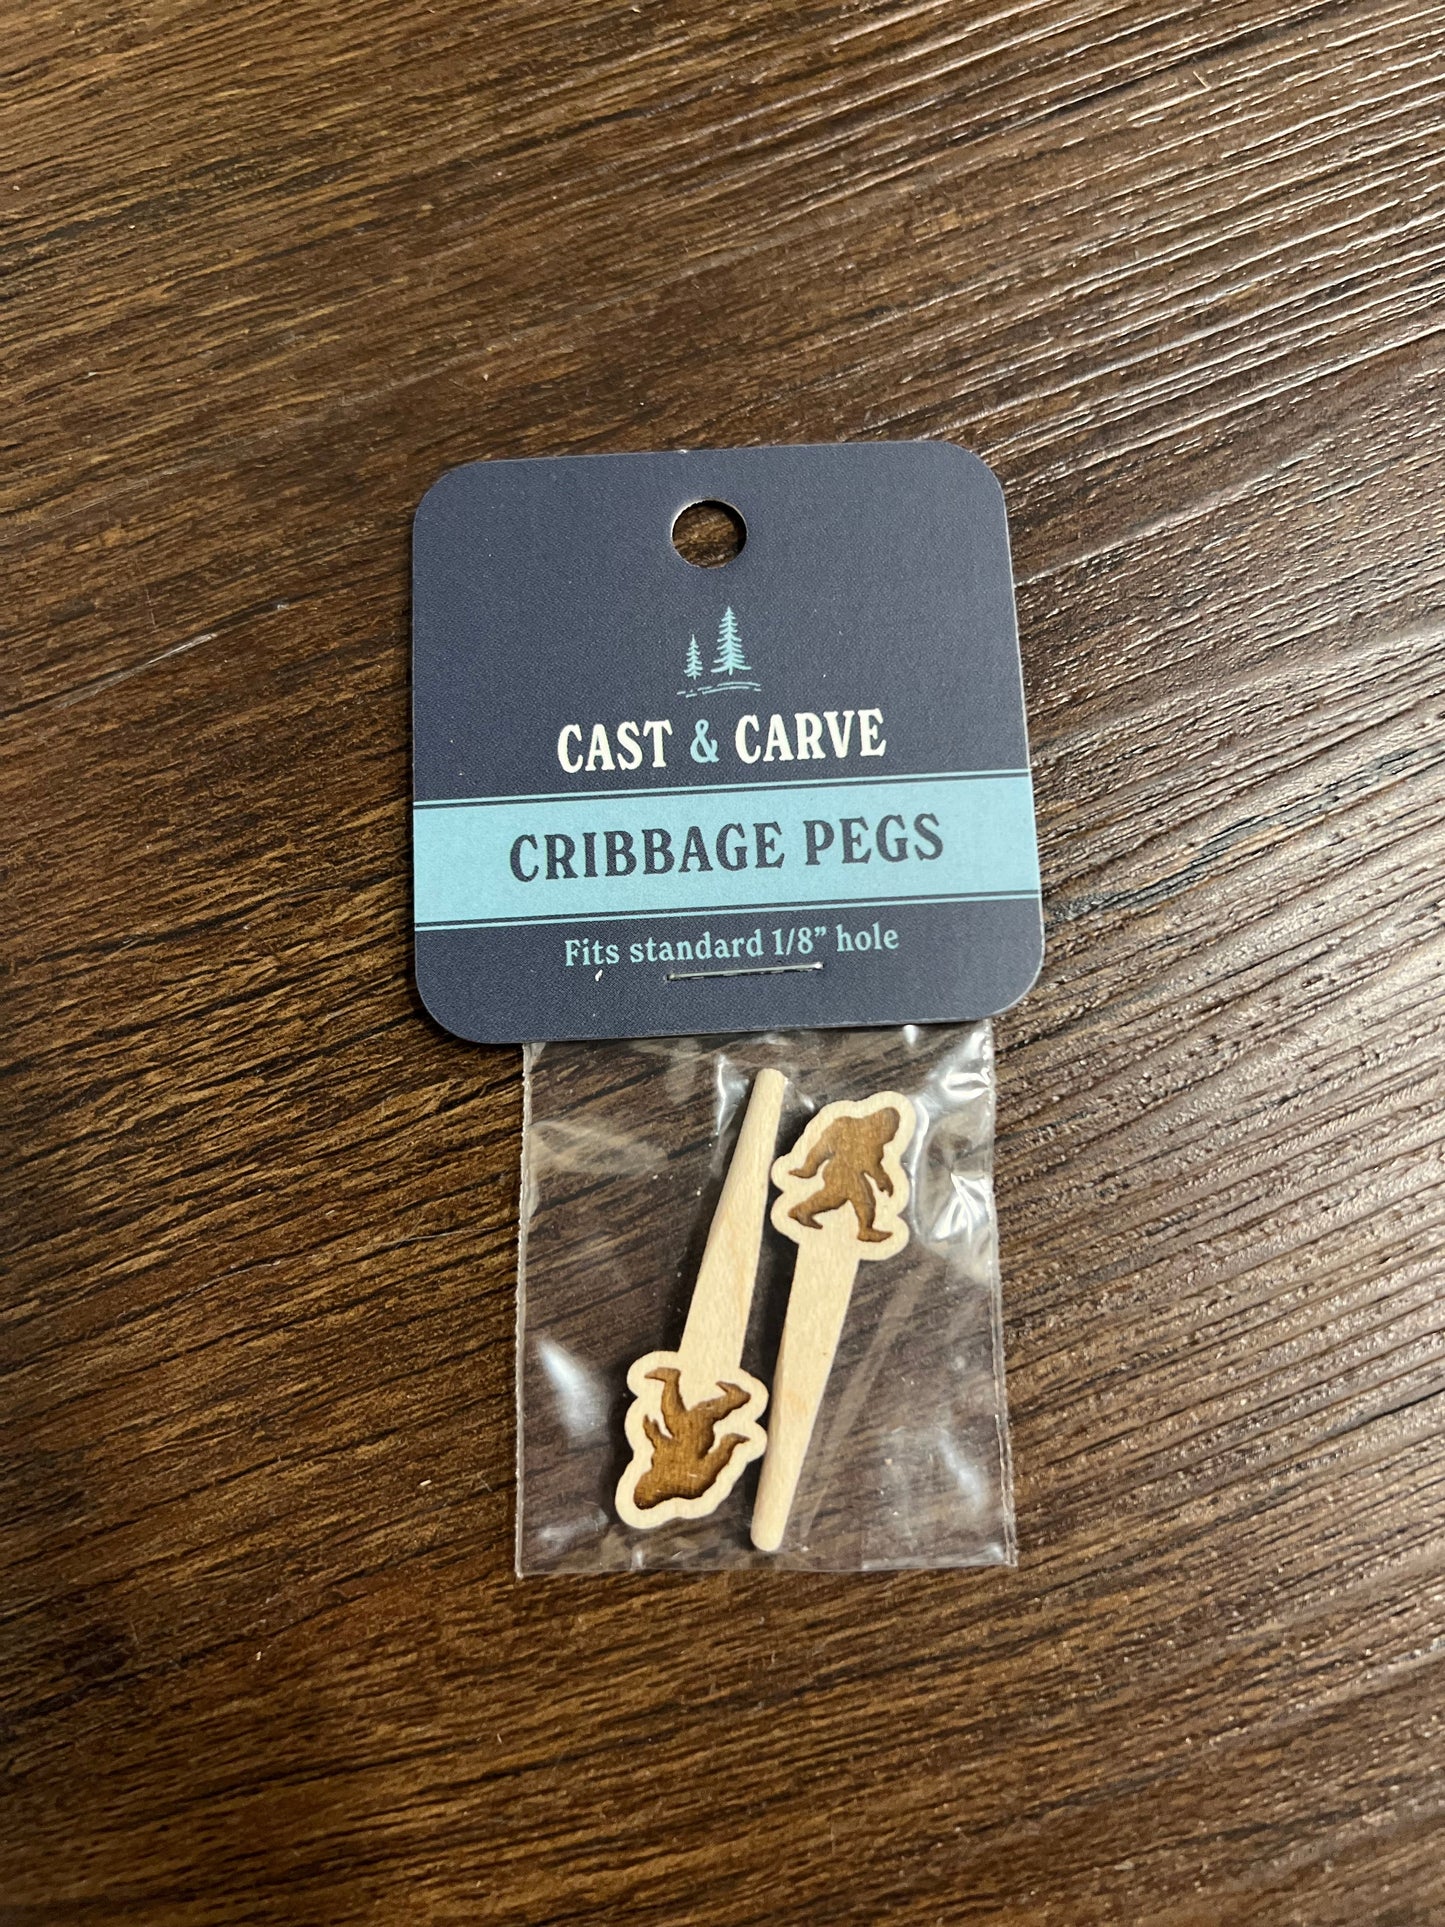 CAST & CARVE
CRIBBAGE PEGS
Fits standard 1/8” hole